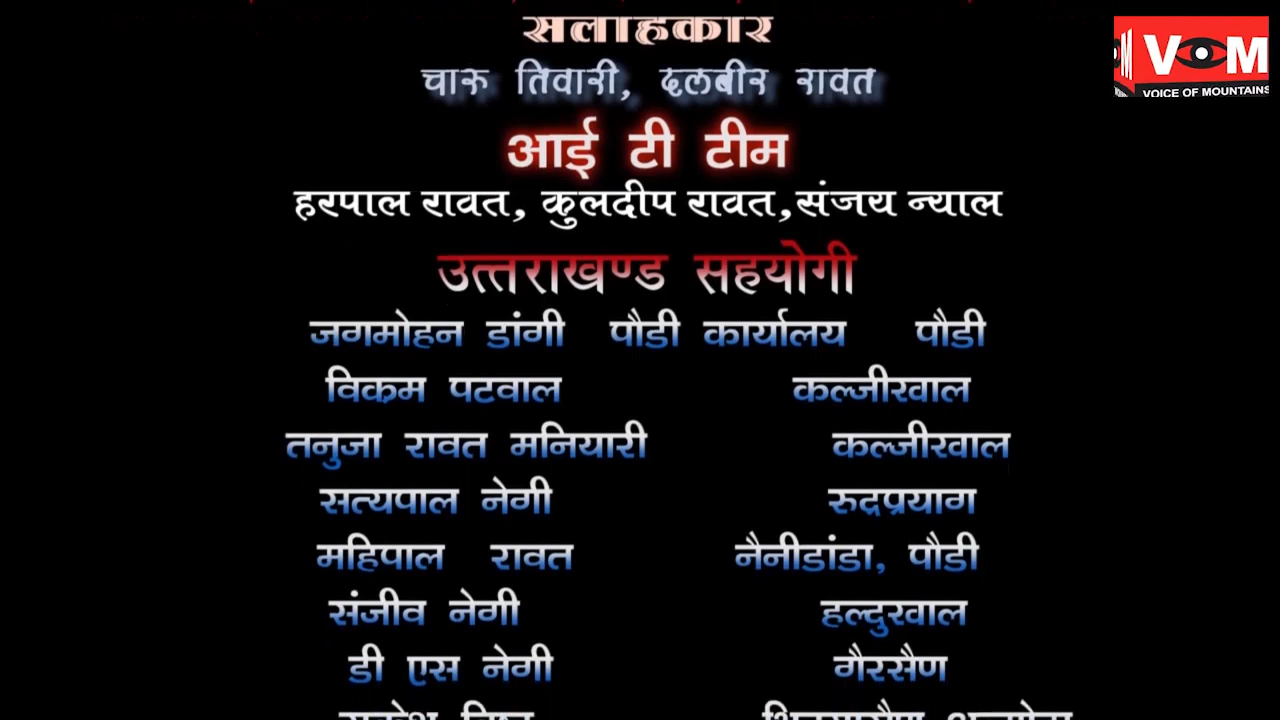 सलाहकार
VOM
VOICE OF MOUNTAINS
चारु तिवारी, दलबीर रावत
आई टी टीम
हरपाल रावत, कुलदीप रावत,संजय न्याल
उत्तराखण्ड सहयोगी
जगमोहन डांगी पौडी कार्यालय पौडी
विक्रम पटवाल कल्जीखाल
तनुजा रावत मनियारी कल्जीखाल
सत्यपाल नेगी रुद्रप्रयाग
महिपाल रावत नैनीडांडा, पौडी
संजीव नेगी हल्दुखाल
डी एस नेगी गैरसैण